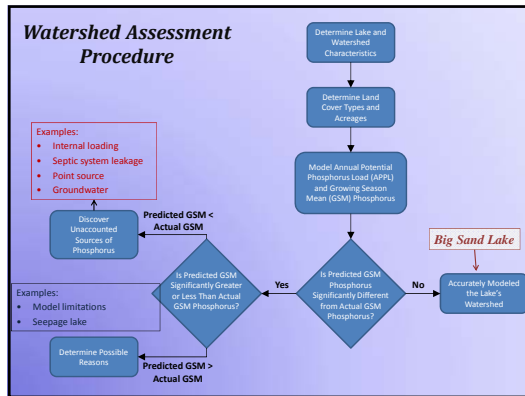 Watershed Assessment
Procedure
Determine Lake and
Watershed
Characteristics
Determine Land
Cover Types and
Acreages
Examples:
• Internal loading
• Septic system leakage
• Point source
• Groundwater
Model Annual Potential
Phosphorus Load (APPL)
and Growing Season
Mean (GSM) Phosphorus
Predicted GSM <
Actual GSM
Discover
Unaccounted
Sources of
Phosphorus
Big Sand Lake
Is Predicted GSM
Significantly Greater
or Less Than Actual
GSM Phosphorus?
Yes
Is Predicted GSM
Phosphorus
Significantly Different
from Actual GSM
Phosphorus?
No
Accurately Modeled
the Lake's
Watershed
Examples:
• Model limitations
• Seepage lake
Determine Possible
Reasons
Predicted GSM >
Actual GSM